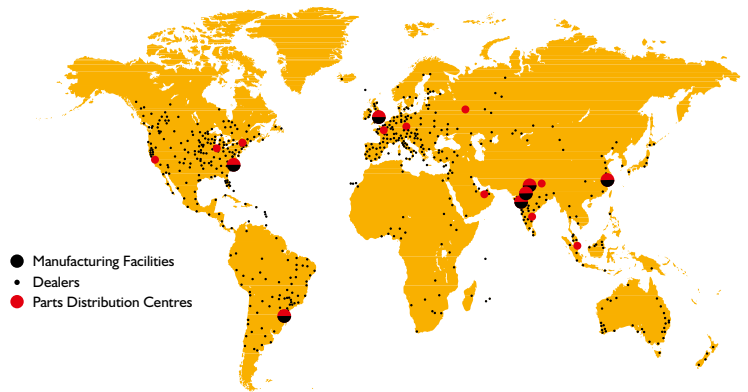 Manufacturing Facilities
Dealers
Parts Distribution Centres